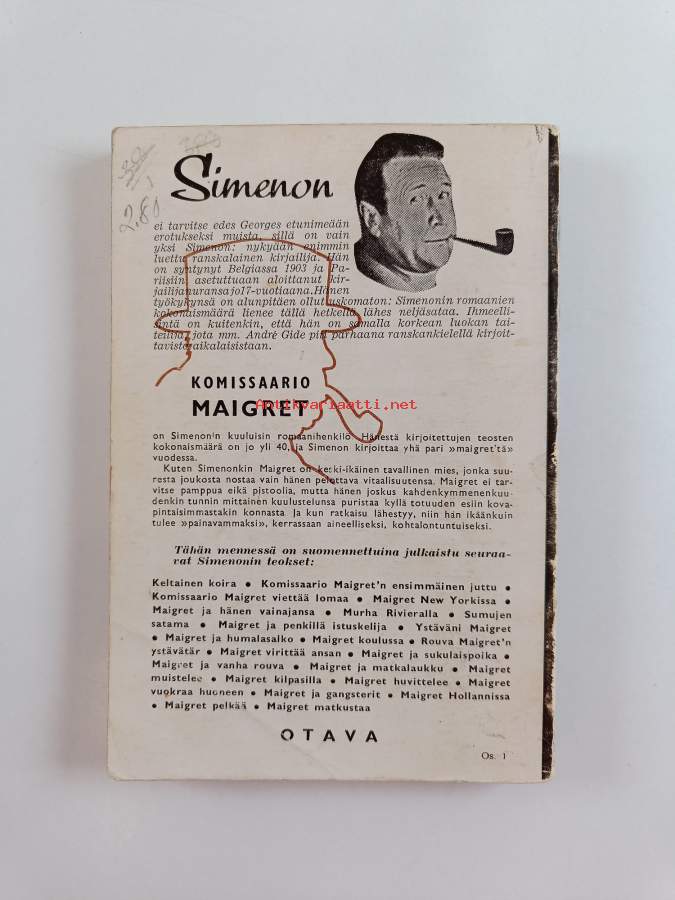 Simenon
2,80
ei tarvitse edes Georges etunimeään
erotukseksi muista, sillä on vain
yksi Simenon: nykyään enimmin
luettu ranskalainen kirjailija. Hän
on syntynyt Belgiassa 1903 ja Pa-
riisiin asetuttuaan aloittanut kir-
jailijanuransa jo 17-vuotiaana. Hänen
työkykynsä on alunpitäen ollut uskomaton: Simenonin romaanien
kokonaismäärä lienee tällä hetkellä lähes neljäsataa. Ihmeelli-
sintä on kuitenkin, että hän on samalla korkean luokan tai-
teilija, jota mm. André Gide piti parhaana ranskankielellä kirjoit-
tavista aikalaisistaan.
KOMISSAARIO
MAIGRET
Antikvariaatti.net
on Simenonin kuuluisin romaanihenkilö. Hänestä kirjoitettujen teosten
kokonaismäärä on jo yli 40, ja Simenon kirjoittaa yhä pari »maigret'tä»
vuodessa.
Kuten Simenonkin Maigret on keski-ikäinen tavallinen mies, jonka suu-
resta joukosta nostaa vain hänen pelottava vitaalisuutensa. Maigret ei tar-
vitse pamppua eikä pistoolia, mutta hänen joskus kahdenkymmenenkuu-
denkin tunnin mittainen kuulustelunsa puristaa kyllä totuuden esiin kova-
pintaisimmastakin konnasta. Ja kun ratkaisu lähestyy, niin hän ikäänkuin
tulee »painavammaksi», kerrassaan aineelliseksi, kohtalontuntuiseksi.
Tähän mennessä on suomennettuina julkaistu seuraa-
vat Simenonin teokset:
Keltainen koira • Komissaario Maigret'n ensimmäinen juttu •
Komissaario Maigret viettää lomaa • Maigret New Yorkissa •
Maigret ja hänen vainajansa • Murha Rivieralla • Sumujen
satama • Maigret ja penkillä istuskelija • Ystäväni Maigret
• Maigret ja humalasalko • Maigret koulussa • Rouva Maigret'n
ystävätär • Maigret virittää ansan • Maigret ja sukulaispoika •
Maigret ja vanha rouva • Maigret ja matkalaukku • Maigret
muistelee • Maigret kilpasilla • Maigret huvittelee • Maigret
vuokraa huoneen • Maigret ja gangsterit • Maigret Hollannissa
• Maigret pelkää • Maigret matkustaa
OTAVA
Os. 1